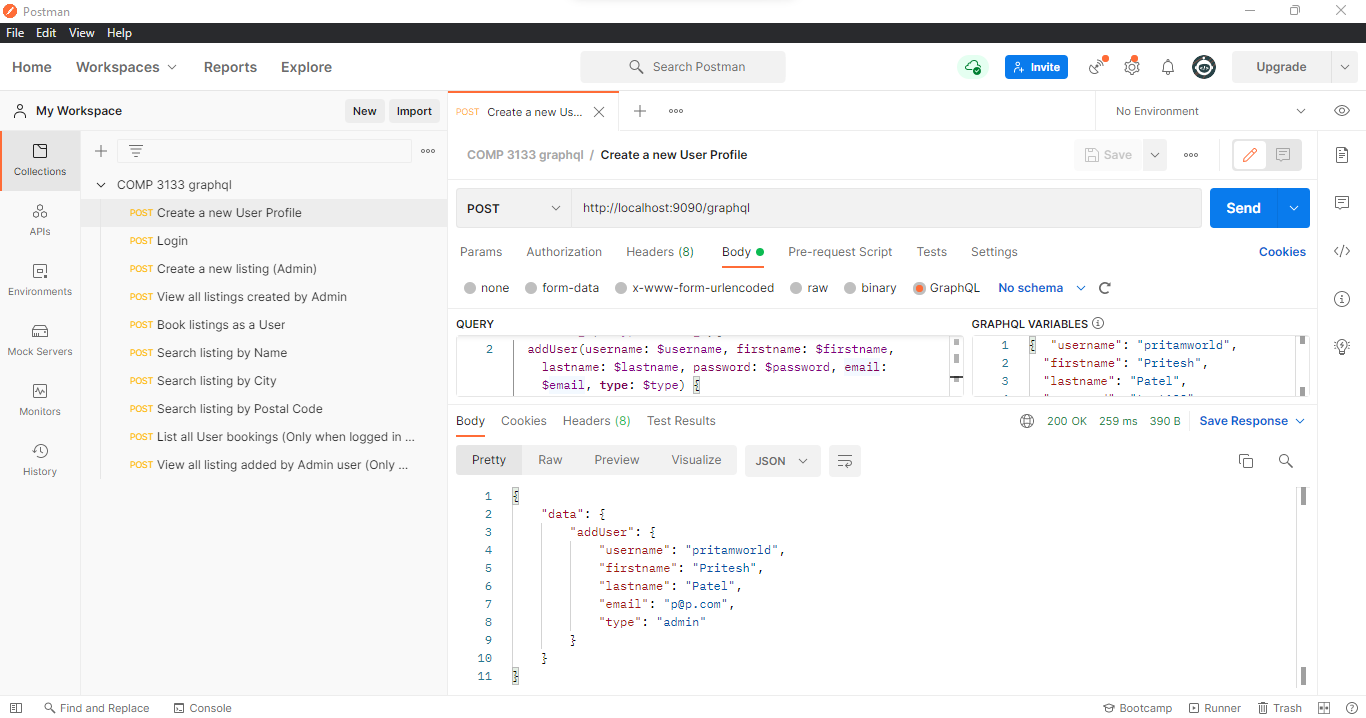 Postman
File Edit View Help
Home Workspaces Reports Explore Search Postman Invite Upgrade
My Workspace New Import
POST Create a new Us... No Environment
Collections
APIs
Environments
Mock Servers
Monitors
History
COMP 3133 graphql
POST Create a new User Profile
POST Login
POST Create a new listing (Admin)
POST View all listings created by Admin
POST Book listings as a User
POST Search listing by Name
POST Search listing by City
POST Search listing by Postal Code
POST List all User bookings (Only when logged in ...
POST View all listing added by Admin user (Only ...
COMP 3133 graphql / Create a new User Profile Save
POST http://localhost:9090/graphql Send
Params Authorization Headers (8) Body Pre-request Script Tests Settings Cookies
none form-data x-www-form-urlencoded raw binary GraphQL No schema
QUERY
2 addUser(username: $username, firstname: $firstname,
lastname: $lastname, password: $password, email:
$email, type: $type) {
GRAPHQL VARIABLES
1 { "username": "pritamworld",
2 "firstname": "Pritesh",
3 "lastname": "Patel",
Body Cookies Headers (8) Test Results 200 OK 259 ms 390 B Save Response
Pretty Raw Preview Visualize JSON
1 {
2 "data": {
3 "addUser": {
4 "username": "pritamworld",
5 "firstname": "Pritesh",
6 "lastname": "Patel",
7 "email": "p@p.com",
8 "type": "admin"
9 }
10 }
11 }
Find and Replace Console Bootcamp Runner Trash